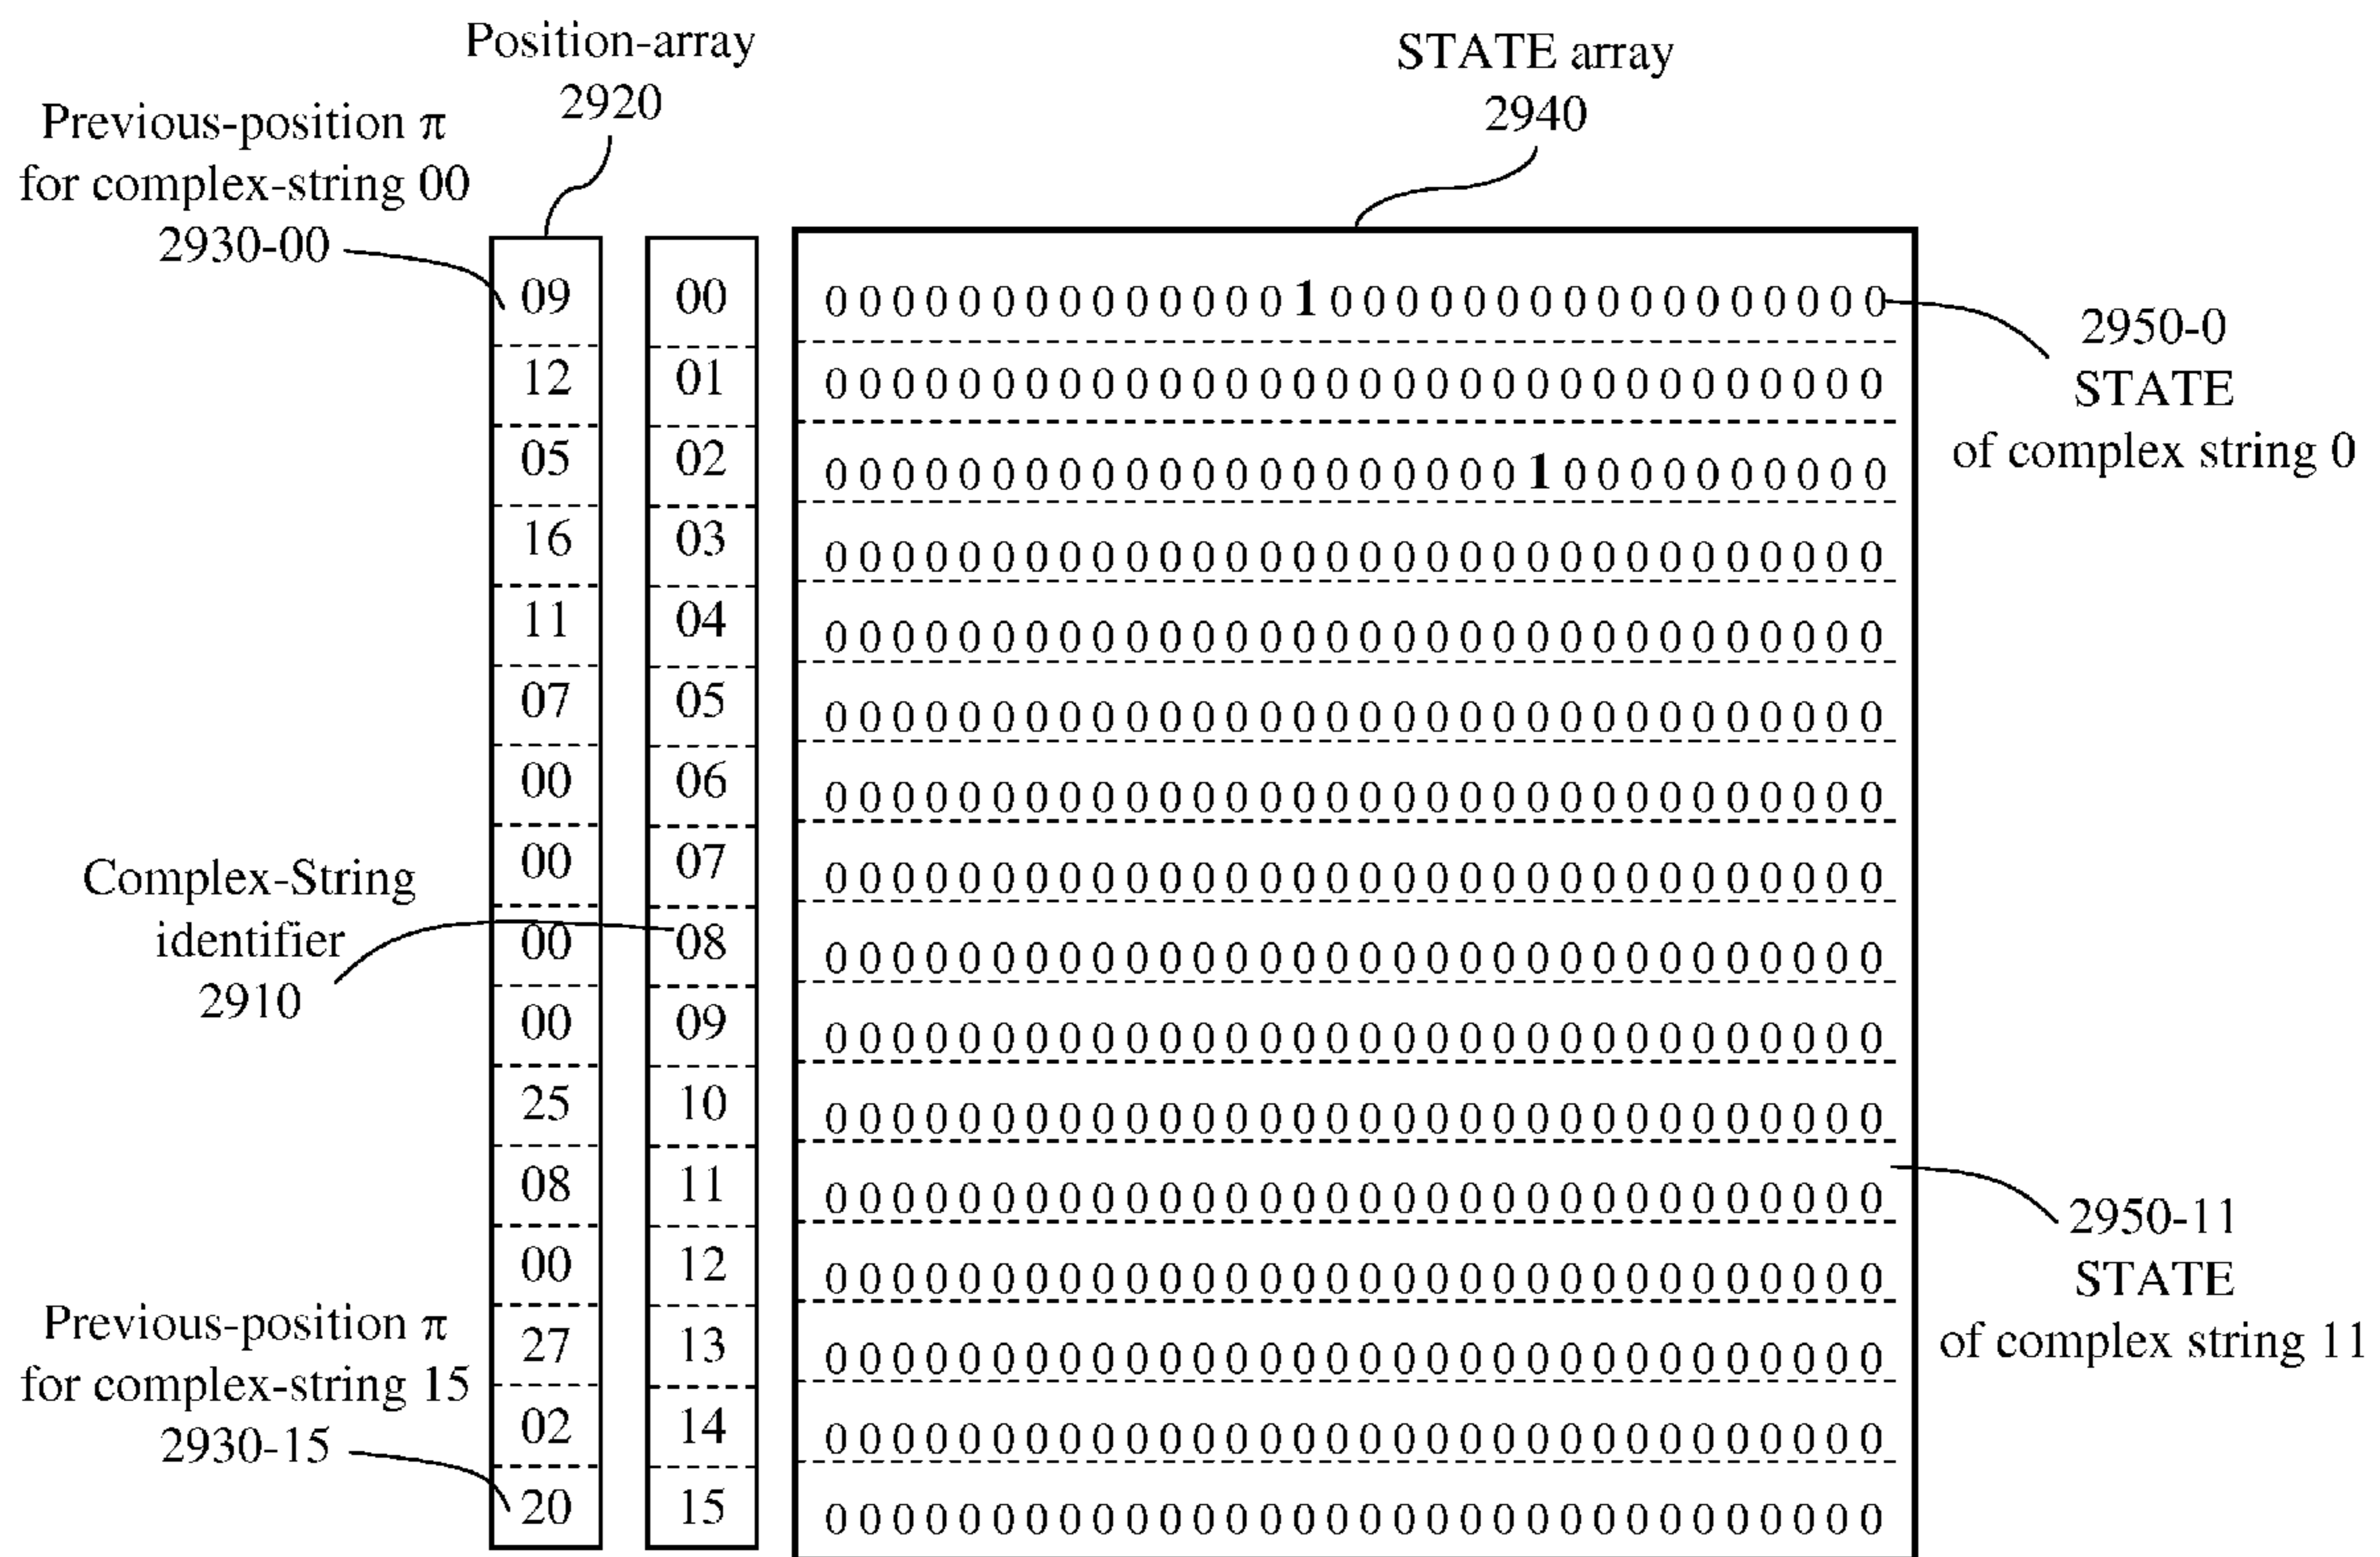 Position-array
2920
STATE array
2940
Previous-position π
for complex-string 00
2930-00
09 00 0 0 0 0 0 0 0 0 0 0 0 0 0 0 1 0 0 0 0 0 0 0 0 0 0 0 0 0 0 0 0 0
12 01 0 0 0 0 0 0 0 0 0 0 0 0 0 0 0 0 0 0 0 0 0 0 0 0 0 0 0 0 0 0 0 0
05 02 0 0 0 0 0 0 0 0 0 0 0 0 0 0 0 0 0 0 0 0 0 1 0 0 0 0 0 0 0 0 0 0
16 03 0 0 0 0 0 0 0 0 0 0 0 0 0 0 0 0 0 0 0 0 0 0 0 0 0 0 0 0 0 0 0 0
11 04 0 0 0 0 0 0 0 0 0 0 0 0 0 0 0 0 0 0 0 0 0 0 0 0 0 0 0 0 0 0 0 0
07 05 0 0 0 0 0 0 0 0 0 0 0 0 0 0 0 0 0 0 0 0 0 0 0 0 0 0 0 0 0 0 0 0
00 06 0 0 0 0 0 0 0 0 0 0 0 0 0 0 0 0 0 0 0 0 0 0 0 0 0 0 0 0 0 0 0 0
00 07 0 0 0 0 0 0 0 0 0 0 0 0 0 0 0 0 0 0 0 0 0 0 0 0 0 0 0 0 0 0 0 0
00 08 0 0 0 0 0 0 0 0 0 0 0 0 0 0 0 0 0 0 0 0 0 0 0 0 0 0 0 0 0 0 0 0
00 09 0 0 0 0 0 0 0 0 0 0 0 0 0 0 0 0 0 0 0 0 0 0 0 0 0 0 0 0 0 0 0 0
25 10 0 0 0 0 0 0 0 0 0 0 0 0 0 0 0 0 0 0 0 0 0 0 0 0 0 0 0 0 0 0 0 0
08 11 0 0 0 0 0 0 0 0 0 0 0 0 0 0 0 0 0 0 0 0 0 0 0 0 0 0 0 0 0 0 0 0
00 12 0 0 0 0 0 0 0 0 0 0 0 0 0 0 0 0 0 0 0 0 0 0 0 0 0 0 0 0 0 0 0 0
27 13 0 0 0 0 0 0 0 0 0 0 0 0 0 0 0 0 0 0 0 0 0 0 0 0 0 0 0 0 0 0 0 0
02 14 0 0 0 0 0 0 0 0 0 0 0 0 0 0 0 0 0 0 0 0 0 0 0 0 0 0 0 0 0 0 0 0
20 15 0 0 0 0 0 0 0 0 0 0 0 0 0 0 0 0 0 0 0 0 0 0 0 0 0 0 0 0 0 0 0 0
2950-0
STATE
of complex string 0
Complex-String
identifier
2910
2950-11
STATE
of complex string 11
Previous-position π
for complex-string 15
2930-15